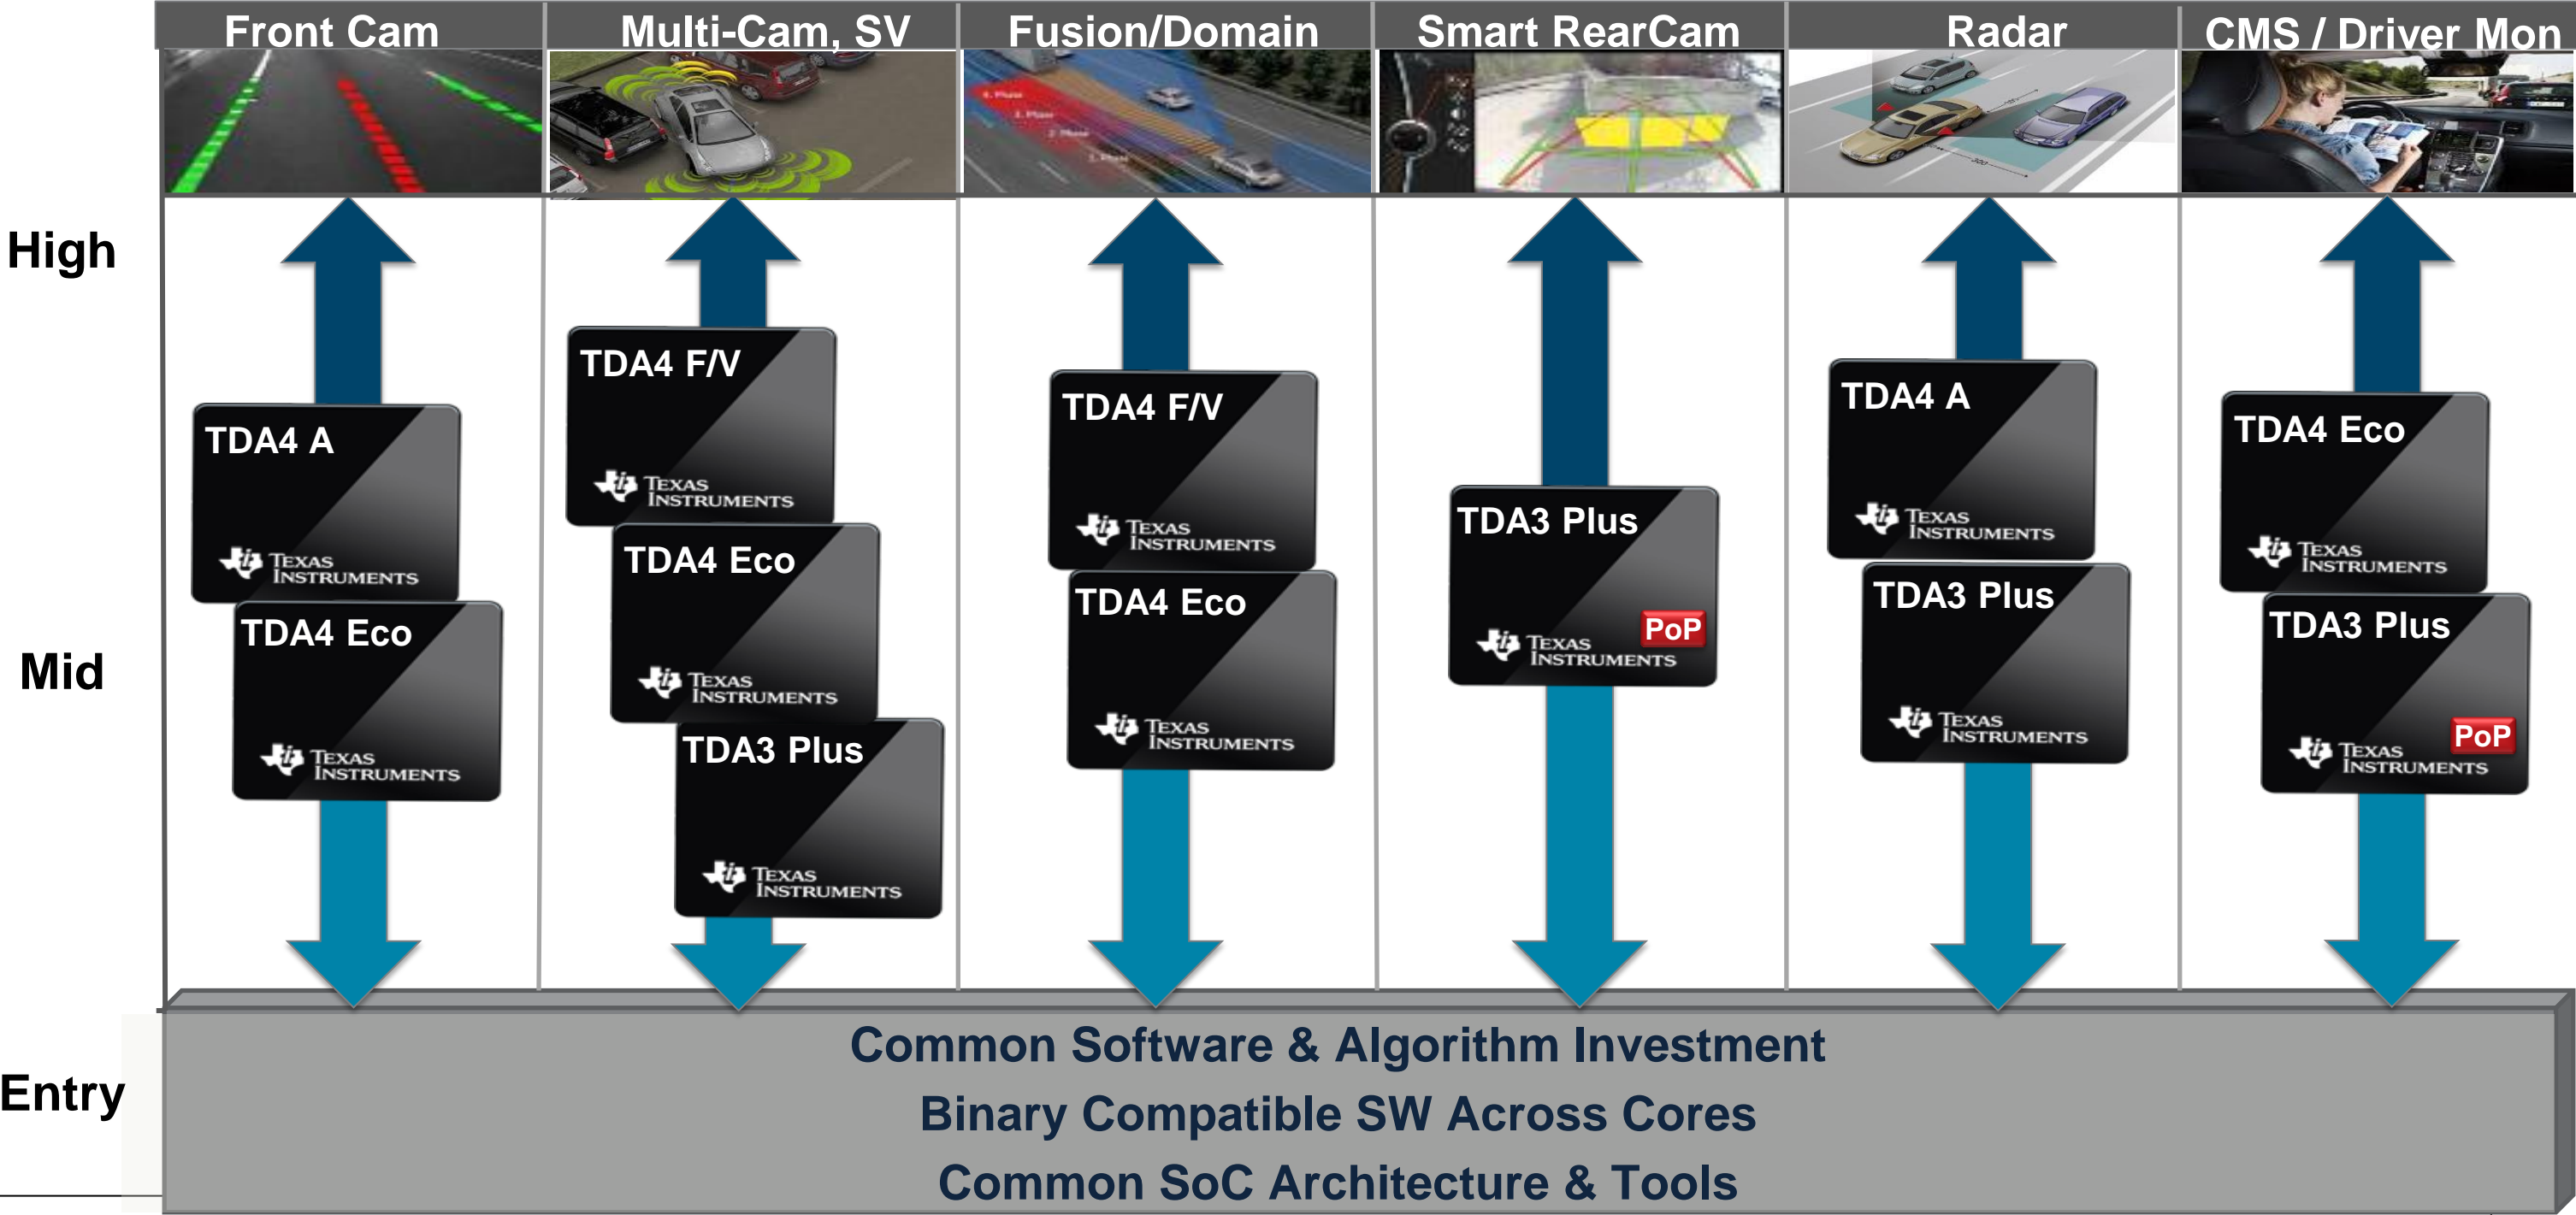 Front Cam
Multi-Cam, SV
Fusion/Domain
Smart RearCam
Radar
CMS / Driver Mon
High
Mid
Entry
TDA4 A
TEXAS
INSTRUMENTS
TDA4 Eco
TEXAS
INSTRUMENTS
TDA4 F/V
TEXAS
INSTRUMENTS
TDA4 Eco
TEXAS
INSTRUMENTS
TDA3 Plus
TEXAS
INSTRUMENTS
TDA4 F/V
TEXAS
INSTRUMENTS
TDA4 Eco
TEXAS
INSTRUMENTS
TDA3 Plus
PoP
TEXAS
INSTRUMENTS
TDA4 A
TEXAS
INSTRUMENTS
TDA3 Plus
TEXAS
INSTRUMENTS
TDA4 Eco
TEXAS
INSTRUMENTS
TDA3 Plus
PoP
TEXAS
INSTRUMENTS
Common Software & Algorithm Investment
Binary Compatible SW Across Cores
Common SoC Architecture & Tools